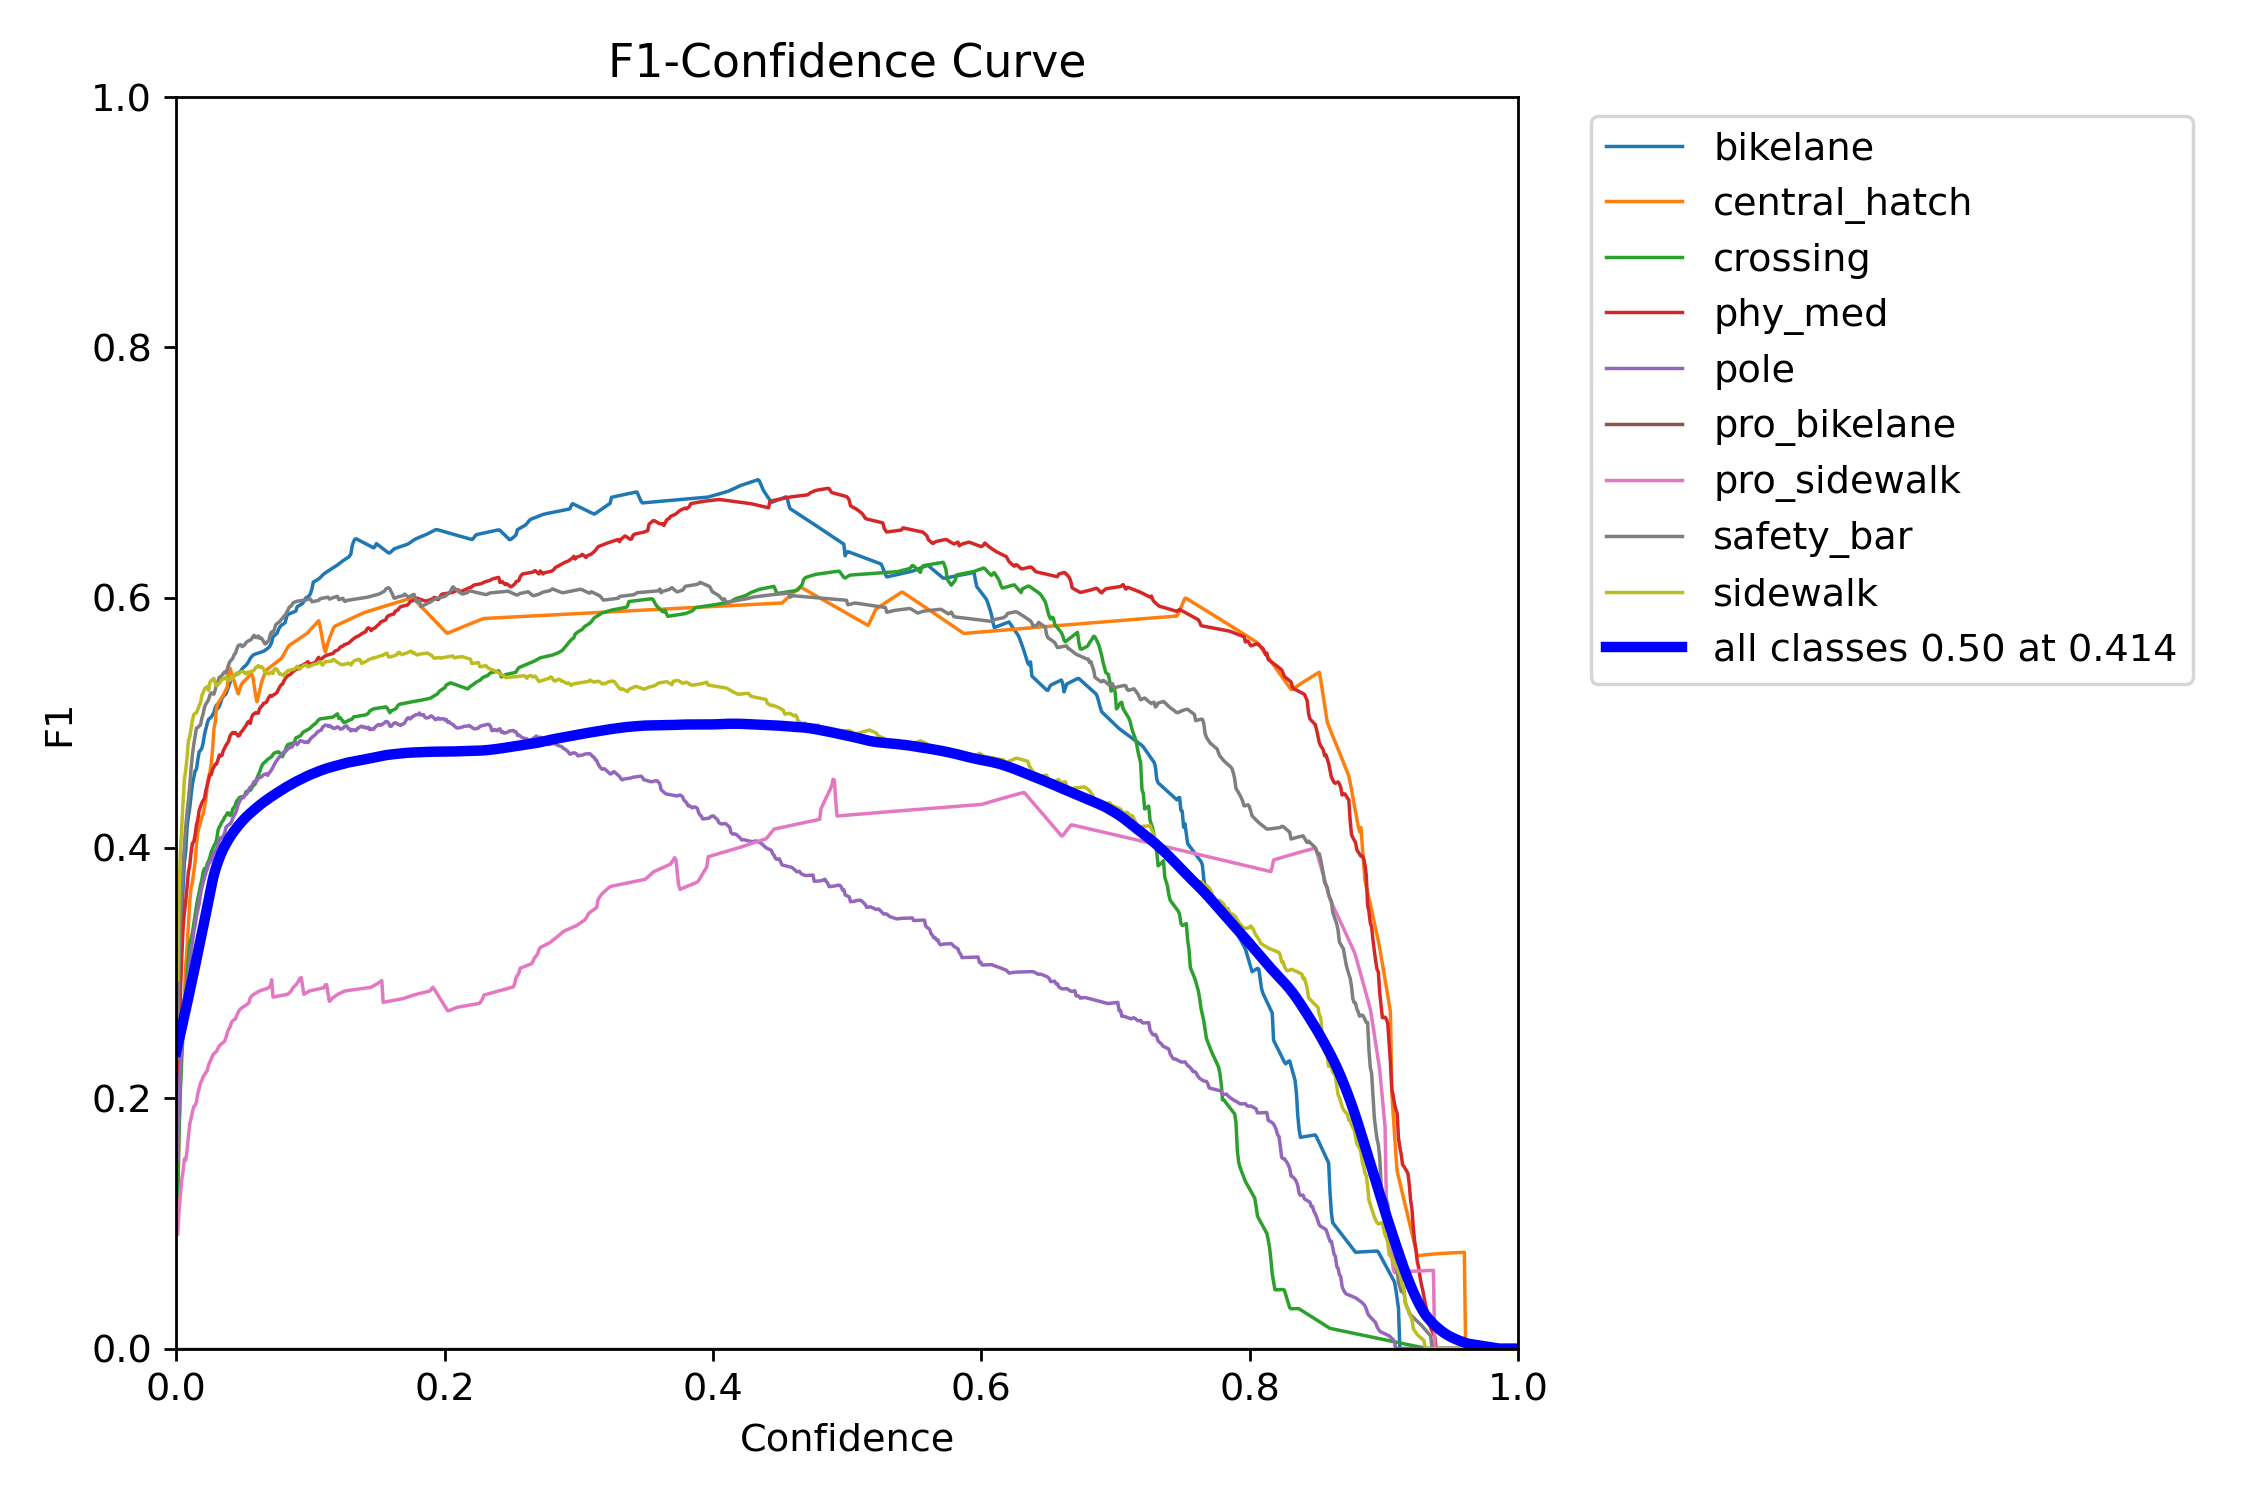 F1-Confidence Curve
1.0
0.8
0.6
0.4
0.2
0.0
F1
0.0 0.2 0.4 0.6 0.8 1.0
Confidence
bikelane
central_hatch
crossing
phy_med
pole
pro_bikelane
pro_sidewalk
safety_bar
sidewalk
all classes 0.50 at 0.414